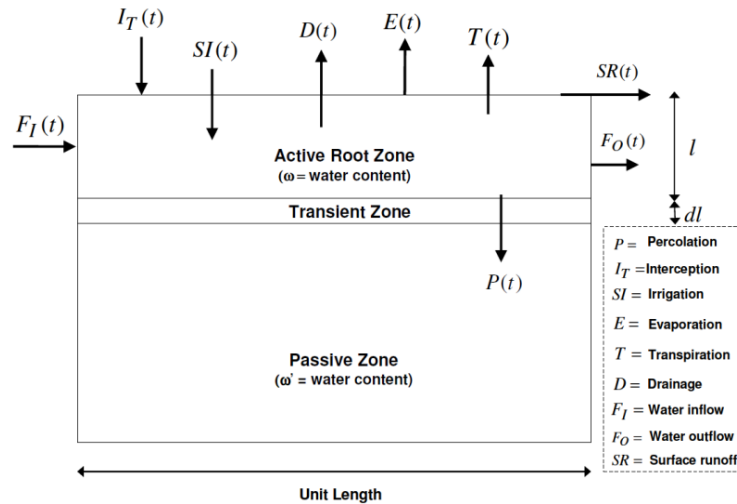 I_T(t)
SI(t)
D(t)
E(t)
T(t)
SR(t)
F_I(t)
F_O(t)
Active Root Zone
(ω= water content)
l
Transient Zone
dl
P(t)
Passive Zone
(ω' = water content)
P = Percolation
I_T = Interception
SI = Irrigation
E = Evaporation
T = Transpiration
D = Drainage
F_I = Water inflow
F_O = Water outflow
SR = Surface runoff
Unit Length